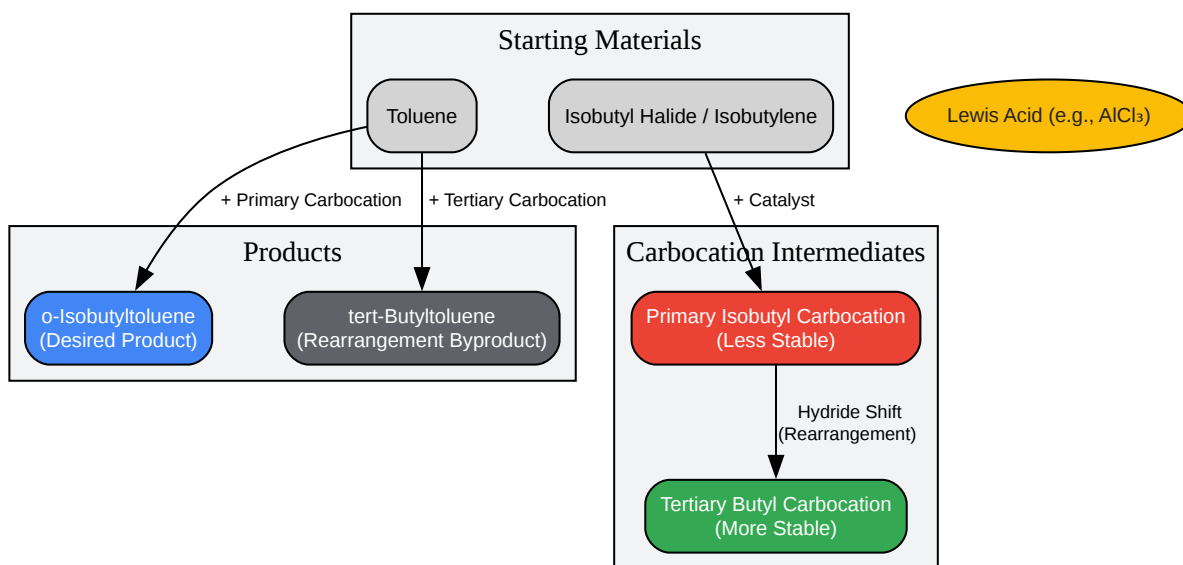 Starting Materials
Toluene
Isobutyl Halide / Isobutylene
Lewis Acid (e.g., AlCl₃)
+ Primary Carbocation
+ Tertiary Carbocation
+ Catalyst
Products
o-Isobutyltoluene
(Desired Product)
tert-Butyltoluene
(Rearrangement Byproduct)
Carbocation Intermediates
Primary Isobutyl Carbocation
(Less Stable)
Hydride Shift
(Rearrangement)
Tertiary Butyl Carbocation
(More Stable)